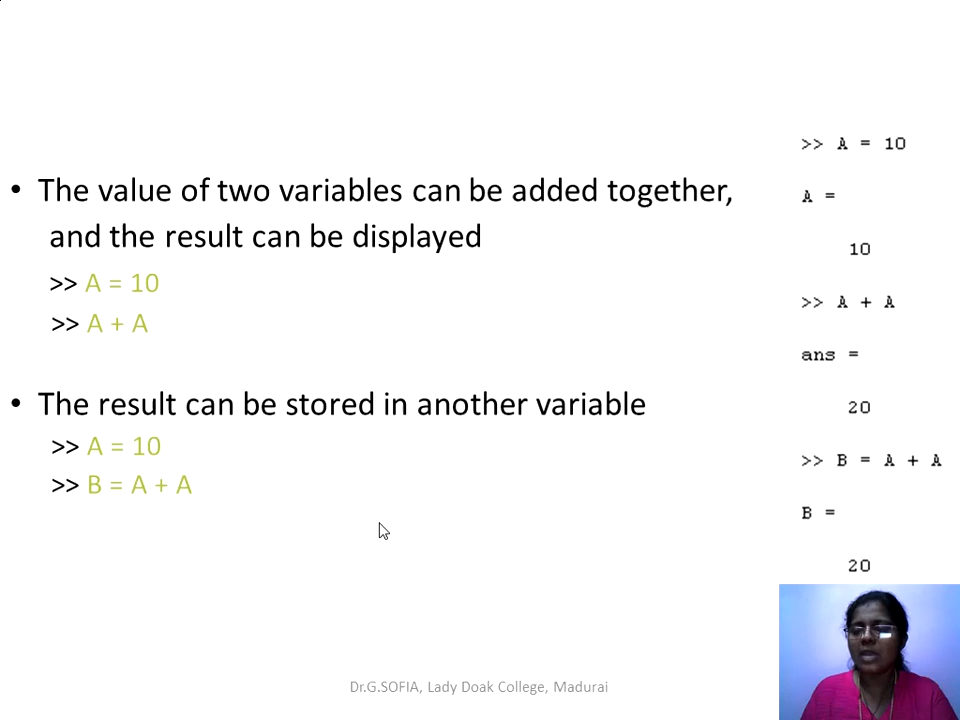 • The value of two variables can be added together,
and the result can be displayed
>> A = 10
>> A + A
• The result can be stored in another variable
>> A = 10
>> B = A + A
>> A = 10
A =
10
>> A + A
ans =
20
>> B = A + A
B =
20
Dr.G.SOFIA, Lady Doak College, Madurai